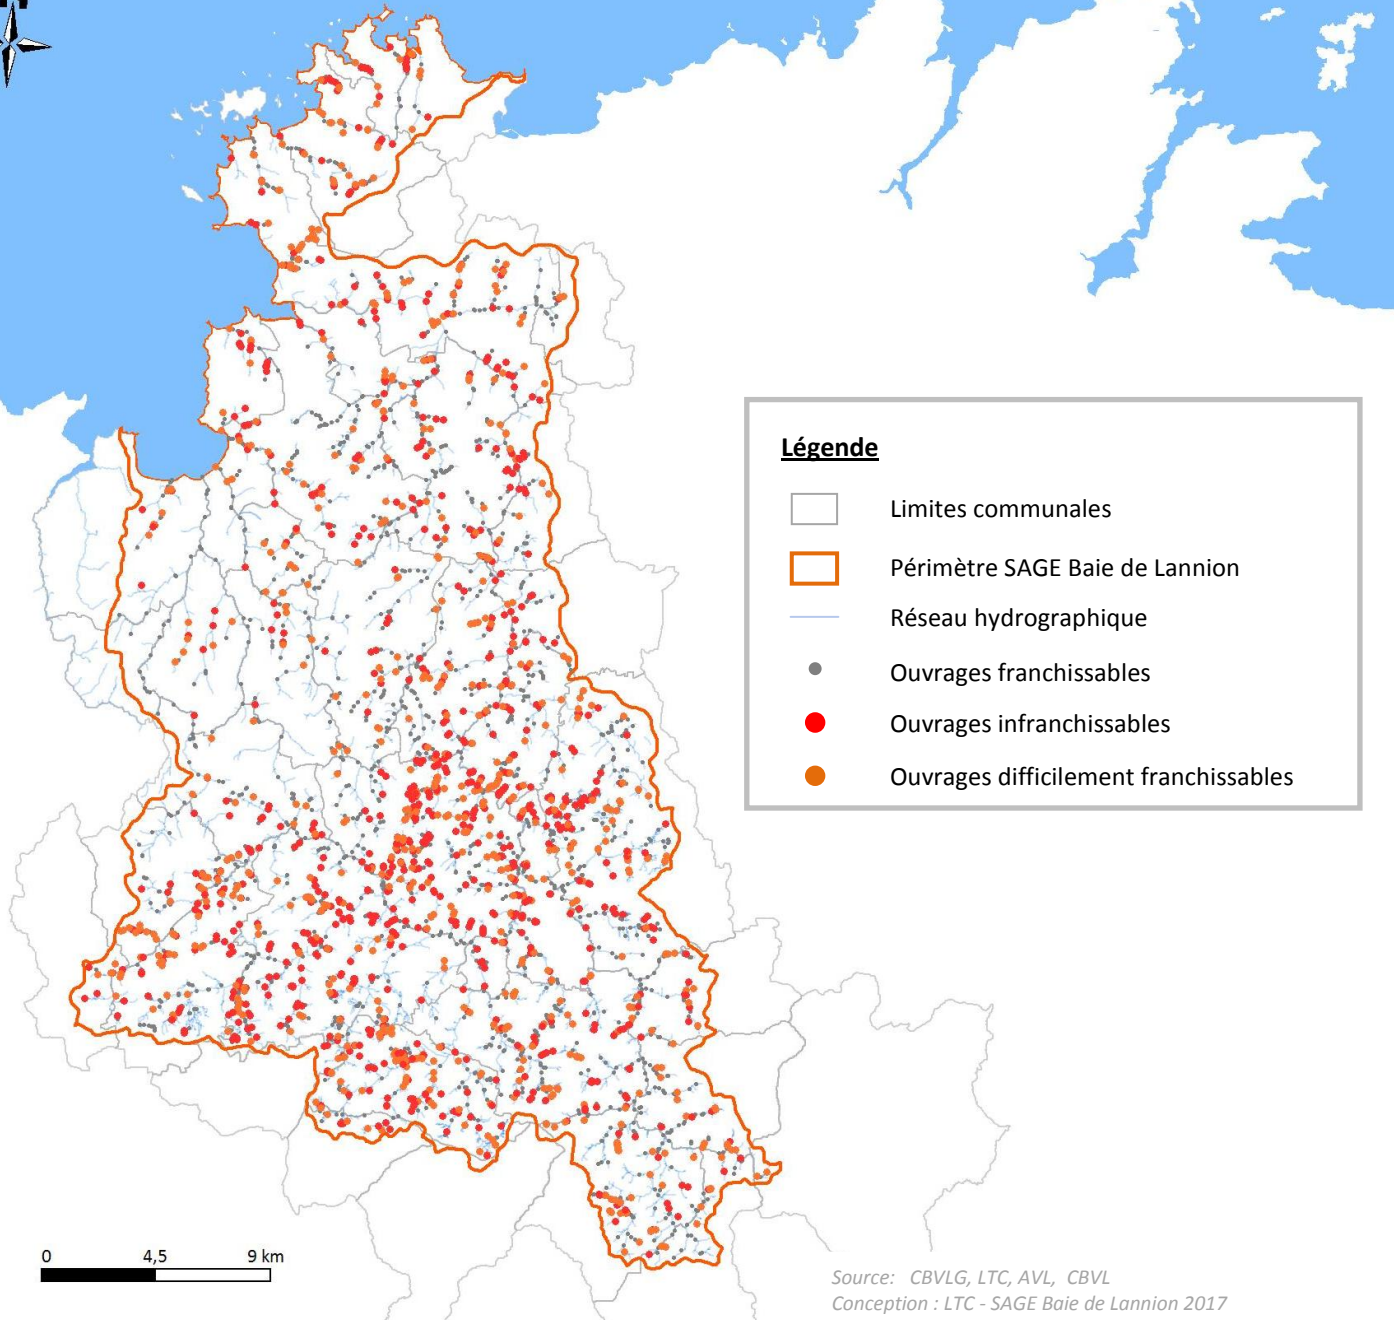 Légende
Limites communales
Périmètre SAGE Baie de Lannion
Réseau hydrographique
Ouvrages franchissables
Ouvrages infranchissables
Ouvrages difficilement franchissables
0 4,5 9 km
Source: CBVLG, LTC, AVL, CBVL
Conception : LTC - SAGE Baie de Lannion 2017